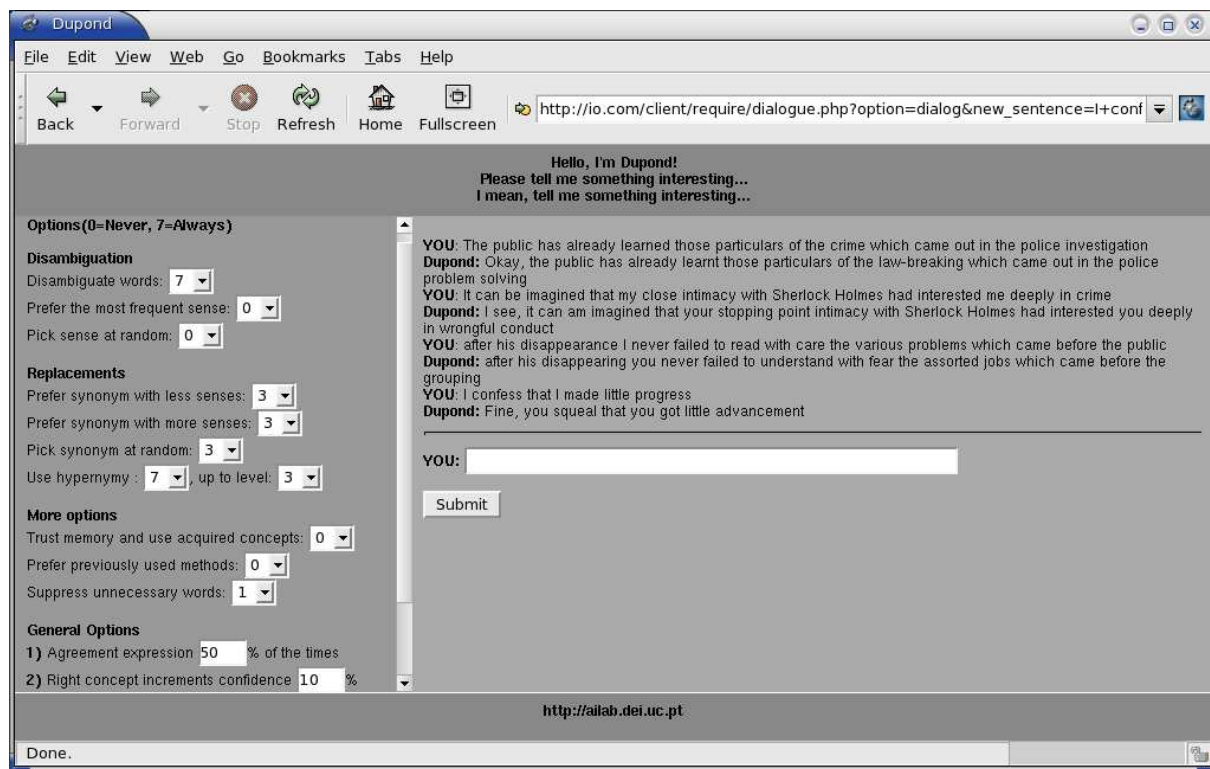 Dupond
File Edit View Web Go Bookmarks Tabs Help
Back Forward Stop Refresh Home Fullscreen http://io.com/client/require/dialogue.php?option=dialog&new_sentence=I+conf
Hello, I'm Dupond!
Please tell me something interesting...
I mean, tell me something interesting...
Options(0=Never, 7=Always)
Disambiguation
Disambiguate words: 7
Prefer the most frequent sense: 0
Pick sense at random: 0
Replacements
Prefer synonym with less senses: 3
Prefer synonym with more senses: 3
Pick synonym at random: 3
Use hypernymy : 7 , up to level: 3
More options
Trust memory and use acquired concepts: 0
Prefer previously used methods: 0
Suppress unnecessary words: 1
General Options
1) Agreement expression 50 % of the times
2) Right concept increments confidence 10 %
YOU: The public has already learned those particulars of the crime which came out in the police investigation
Dupond: Okay, the public has already learnt those particulars of the law-breaking which came out in the police
problem solving
YOU: It can be imagined that my close intimacy with Sherlock Holmes had interested me deeply in crime
Dupond: I see, it can am imagined that your stopping point intimacy with Sherlock Holmes had interested you deeply
in wrongful conduct
YOU: after his disappearance I never failed to read with care the various problems which came before the public
Dupond: after his disappearing you never failed to understand with fear the assorted jobs which came before the
grouping
YOU: I confess that I made little progress
Dupond: Fine, you squeal that you got little advancement
YOU:
Submit
http://ailab.dei.uc.pt
Done.